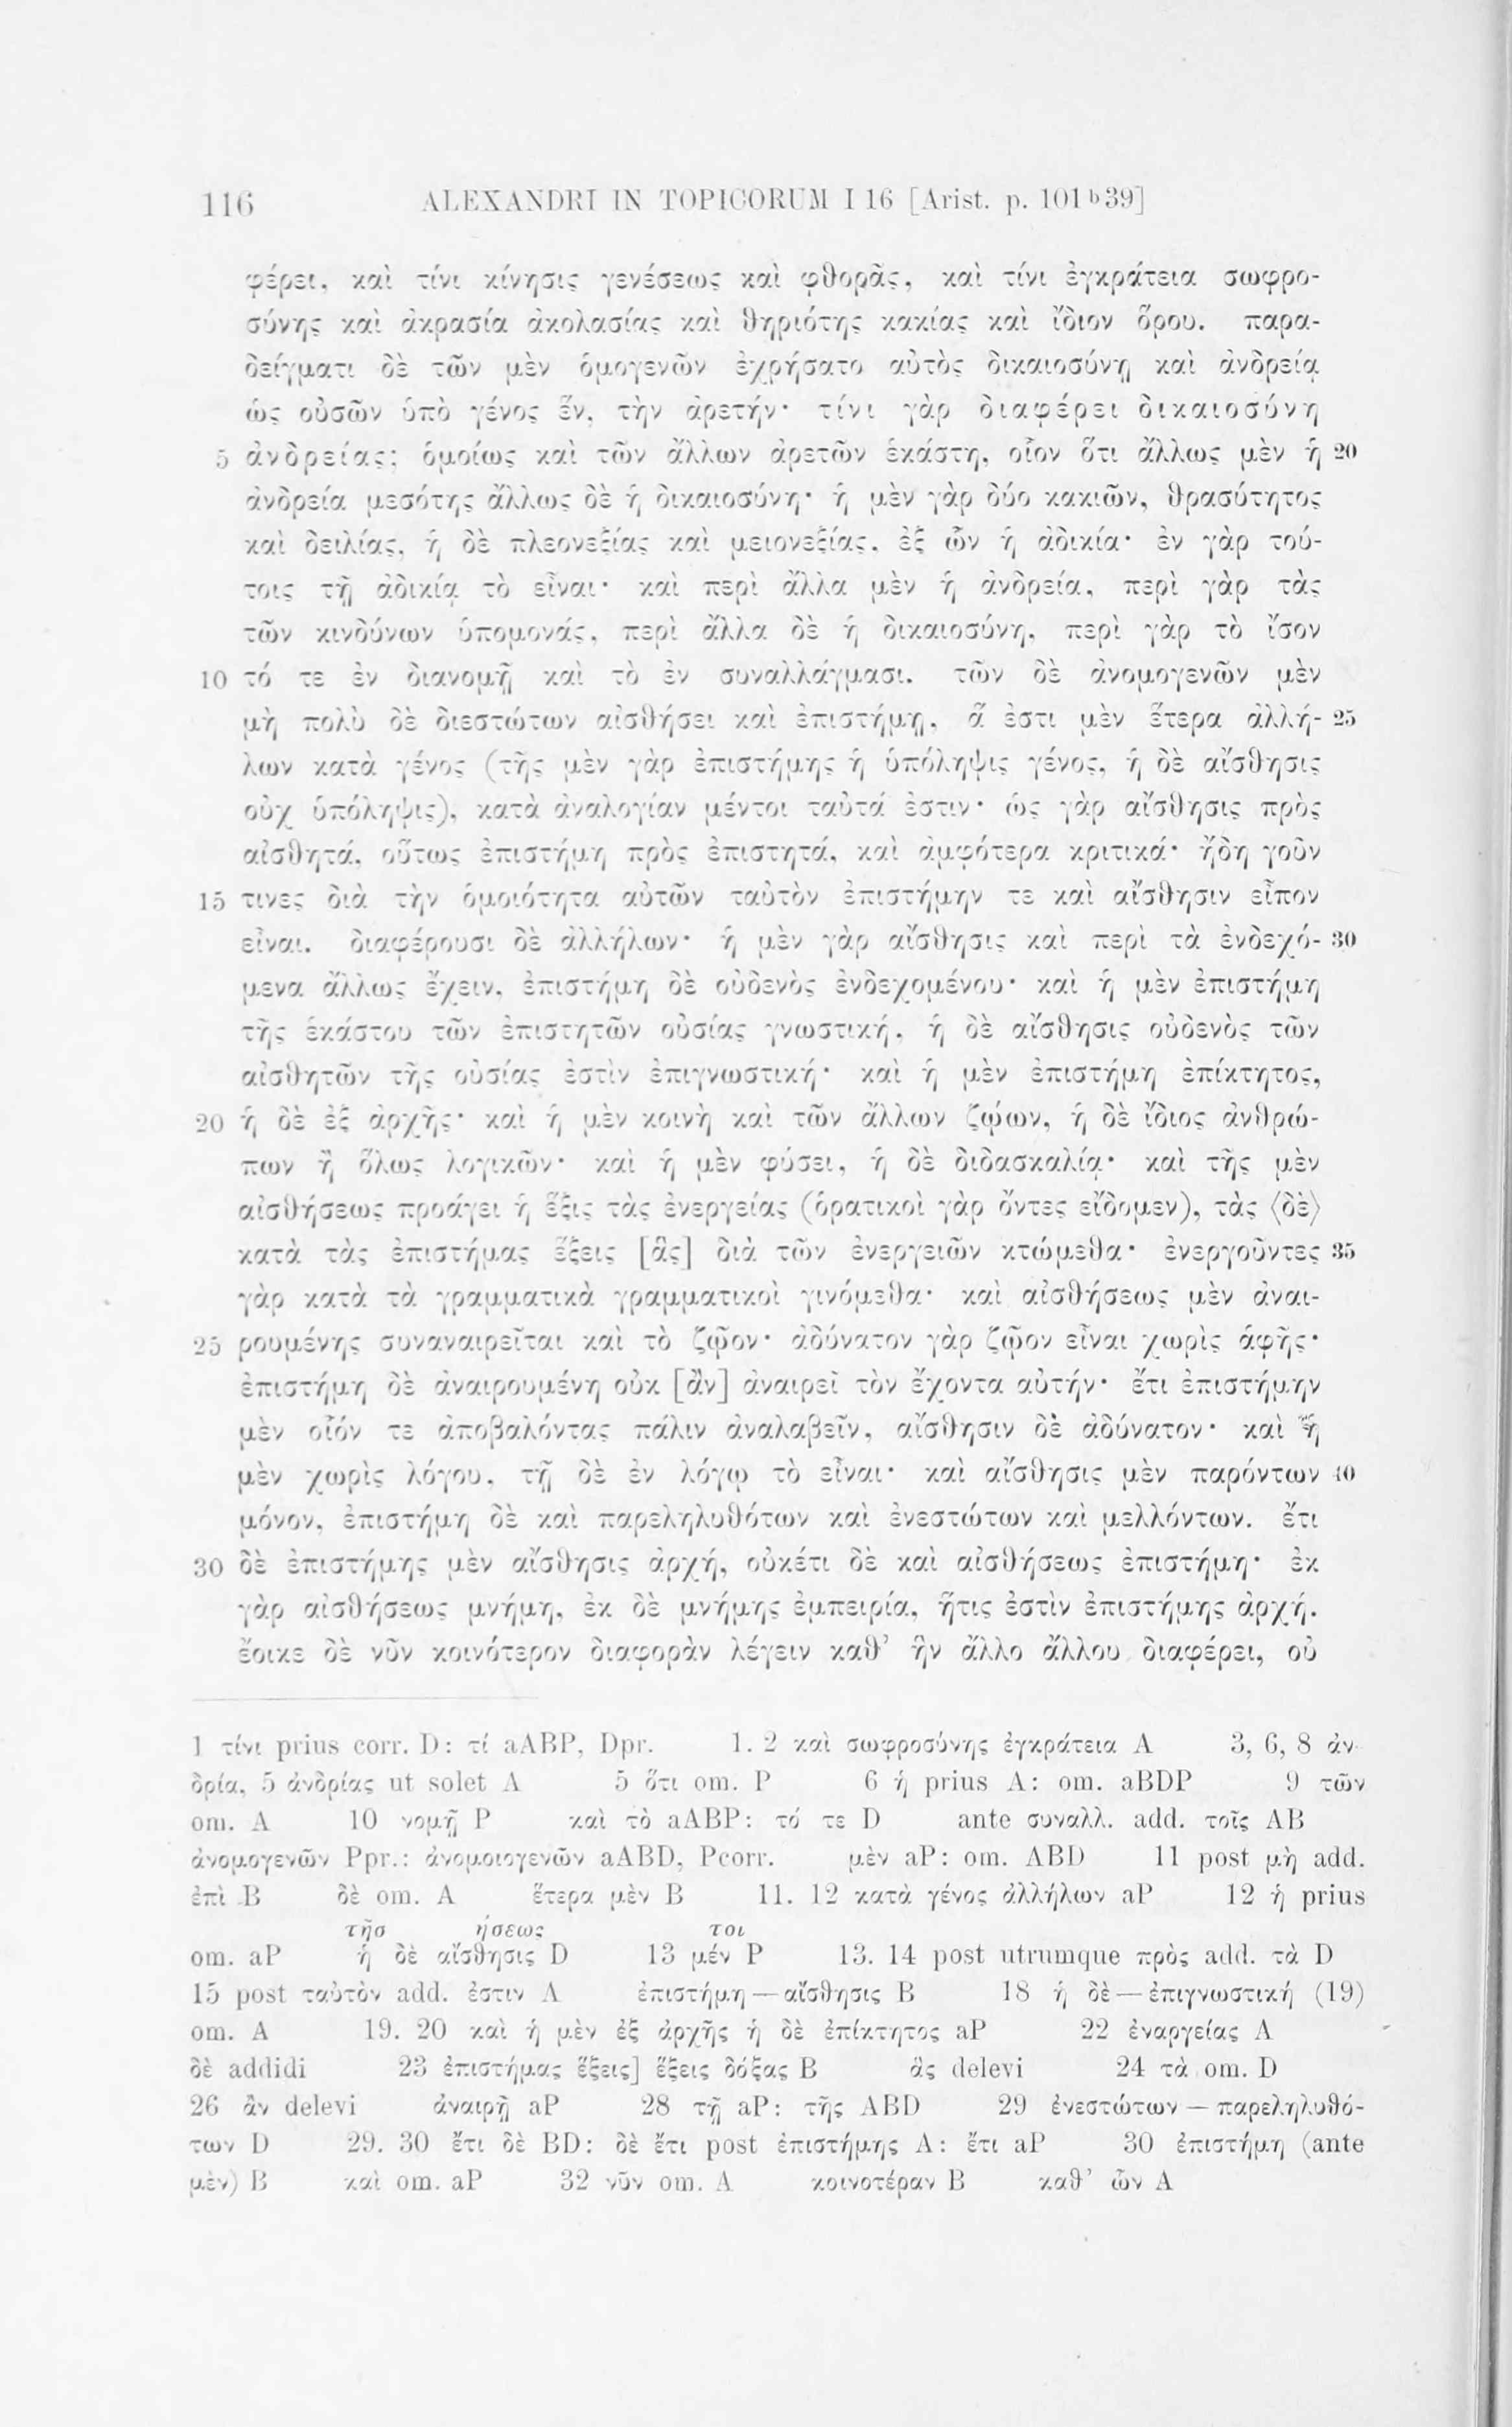 116 ALEXANDRI IN TOPICORUM I 16 [Arist. p. 101ᵇ39]
φέρει, καὶ τίνι κίνησις γενέσεως καὶ φθορᾶς, καὶ τίνι ἐγκράτεια σωφρο-
σύνης καὶ ἀκρασία ἀκολασίας καὶ θηριότης κακίας καὶ ἴδιον ὅρου. παρα-
δείγματι δὲ τῶν μὲν ὁμογενῶν ἐχρήσατο αὐτὸς δικαιοσύνῃ καὶ ἀνδρείᾳ
ὡς οὐσῶν ὑπὸ γένος ἕν, τὴν ἀρετήν· τίνι γὰρ διαφέρει δικαιοσύνη
5 ἀνδρείας; ὁμοίως καὶ τῶν ἄλλων ἀρετῶν ἑκάστη, οἷον ὅτι ἄλλως μὲν ἡ 20
ἀνδρεία μεσότης ἄλλως δὲ ἡ δικαιοσύνη· ἡ μὲν γὰρ δύο κακιῶν, θρασύτητος
καὶ δειλίας, ἡ δὲ πλεονεξίας καὶ μειονεξίας, ἐξ ὧν ἡ ἀδικία· ἐν γὰρ τού-
τοις τῇ ἀδικίᾳ τὸ εἶναι· καὶ περὶ ἄλλα μὲν ἡ ἀνδρεία, περὶ γὰρ τὰς
τῶν κινδύνων ὑπομονάς, περὶ ἄλλα δὲ ἡ δικαιοσύνη, περὶ γὰρ τὸ ἴσον
10 τό τε ἐν διανομῇ καὶ τὸ ἐν συναλλάγμασι. τῶν δὲ ἀνομογενῶν μὲν
μὴ πολὺ δὲ διεστώτων αἰσθήσει καὶ ἐπιστήμῃ, ἅ ἐστι μὲν ἕτερα ἀλλή- 25
λων κατὰ γένος (τῆς μὲν γὰρ ἐπιστήμης ἡ ὑπόληψις γένος, ἡ δὲ αἴσθησις
οὐχ ὑπόληψις), κατὰ ἀναλογίαν μέντοι ταὐτά ἐστιν· ὡς γὰρ αἴσθησις πρὸς
αἰσθητά, οὕτως ἐπιστήμη πρὸς ἐπιστητά, καὶ ἀμφότερα κριτικά· ἤδη γοῦν
15 τινες διὰ τὴν ὁμοιότητα αὐτῶν ταὐτὸν ἐπιστήμην τε καὶ αἴσθησιν εἶπον
εἶναι. διαφέρουσι δὲ ἀλλήλων· ἡ μὲν γὰρ αἴσθησις καὶ περὶ τὰ ἐνδεχό- 30
μενα ἄλλως ἔχειν, ἐπιστήμη δὲ οὐδενὸς ἐνδεχομένου· καὶ ἡ μὲν ἐπιστήμη
τῆς ἑκάστου τῶν ἐπιστητῶν οὐσίας γνωστική, ἡ δὲ αἴσθησις οὐδενὸς τῶν
αἰσθητῶν τῆς οὐσίας ἐστὶν ἐπιγνωστική· καὶ ἡ μὲν ἐπιστήμη ἐπίκτητος,
20 ἡ δὲ ἐξ ἀρχῆς· καὶ ἡ μὲν κοινὴ καὶ τῶν ἄλλων ζῴων, ἡ δὲ ἴδιος ἀνθρώ-
πων ἢ ὅλως λογικῶν· καὶ ἡ μὲν φύσει, ἡ δὲ διδασκαλίᾳ· καὶ τῆς μὲν
αἰσθήσεως προάγει ἡ ἕξις τὰς ἐνεργείας (ὁρατικοὶ γὰρ ὄντες εἴδομεν), τὰς ⟨δὲ⟩
κατὰ τὰς ἐπιστήμας ἕξεις [ἃς] διὰ τῶν ἐνεργειῶν κτώμεθα· ἐνεργοῦντες 35
γὰρ κατὰ τὰ γραμματικὰ γραμματικοὶ γινόμεθα· καὶ αἰσθήσεως μὲν ἀναι-
25 ρουμένης συναναιρεῖται καὶ τὸ ζῷον· ἀδύνατον γὰρ ζῷον εἶναι χωρὶς ἁφῆς·
ἐπιστήμη δὲ ἀναιρουμένη οὐκ [ἂν] ἀναιρεῖ τὸν ἔχοντα αὐτήν· ἔτι ἐπιστήμην
μὲν οἷόν τε ἀποβαλόντας πάλιν ἀναλαβεῖν, αἴσθησιν δὲ ἀδύνατον· καὶ ἡ
μὲν χωρὶς λόγου, τῇ δὲ ἐν λόγῳ τὸ εἶναι· καὶ αἴσθησις μὲν παρόντων 40
μόνον, ἐπιστήμη δὲ καὶ παρεληλυθότων καὶ ἐνεστώτων καὶ μελλόντων. ἔτι
30 δὲ ἐπιστήμης μὲν αἴσθησις ἀρχή, οὐκέτι δὲ καὶ αἰσθήσεως ἐπιστήμη· ἐκ
γὰρ αἰσθήσεως μνήμη, ἐκ δὲ μνήμης ἐμπειρία, ἥτις ἐστὶν ἐπιστήμης ἀρχή.
ἔοικε δὲ νῦν κοινότερον διαφορὰν λέγειν καθ’ ἣν ἄλλο ἄλλου διαφέρει, οὐ
1 τίνι prius corr. D: τί aABP, Dpr. 1. 2 καὶ σωφροσύνης ἐγκράτεια A 3, 6, 8 ἀν-
δρία, 5 ἀνδρίας ut solet A 5 ὅτι om. P 6 ἡ prius A: om. aBDP 9 τῶν
om. A 10 νομῇ P καὶ τὸ aABP: τό τε D ante συναλλ. add. τοῖς AB
ἀνομογενῶν Ppr.: ἀνομοιογενῶν aABD, Pcorr. μὲν aP: om. ABD 11 post μὴ add.
ἐπὶ B δὲ om. A ἕτερα μὲν B 11. 12 κατὰ γένος ἀλλήλων aP 12 ἡ prius
τῆσ ήσεως τοι
om. aP ἡ δὲ αἴσθησις D 13 μέν P 13. 14 post utrumque πρὸς add. τὰ D
15 post ταὐτὸν add. ἐστιν A ἐπιστήμη — αἴσθησις B 18 ἡ δὲ — ἐπιγνωστική (19)
om. A 19. 20 καὶ ἡ μὲν ἐξ ἀρχῆς ἡ δὲ ἐπίκτητος aP 22 ἐναργείας A
δὲ addidi 23 ἐπιστήμας ἕξεις] ἕξεις δόξας B ἃς delevi 24 τὰ om. D
26 ἂν delevi ἀναιρῇ aP 28 τῇ aP: τῆς ABD 29 ἐνεστώτων — παρεληλυθό-
των D 29. 30 ἔτι δὲ BD: δὲ ἔτι post ἐπιστήμης A: ἔτι aP 30 ἐπιστήμη (ante
μὲν) B καὶ om. aP 32 νῦν om. A κοινοτέραν B καθ’ ὧν A